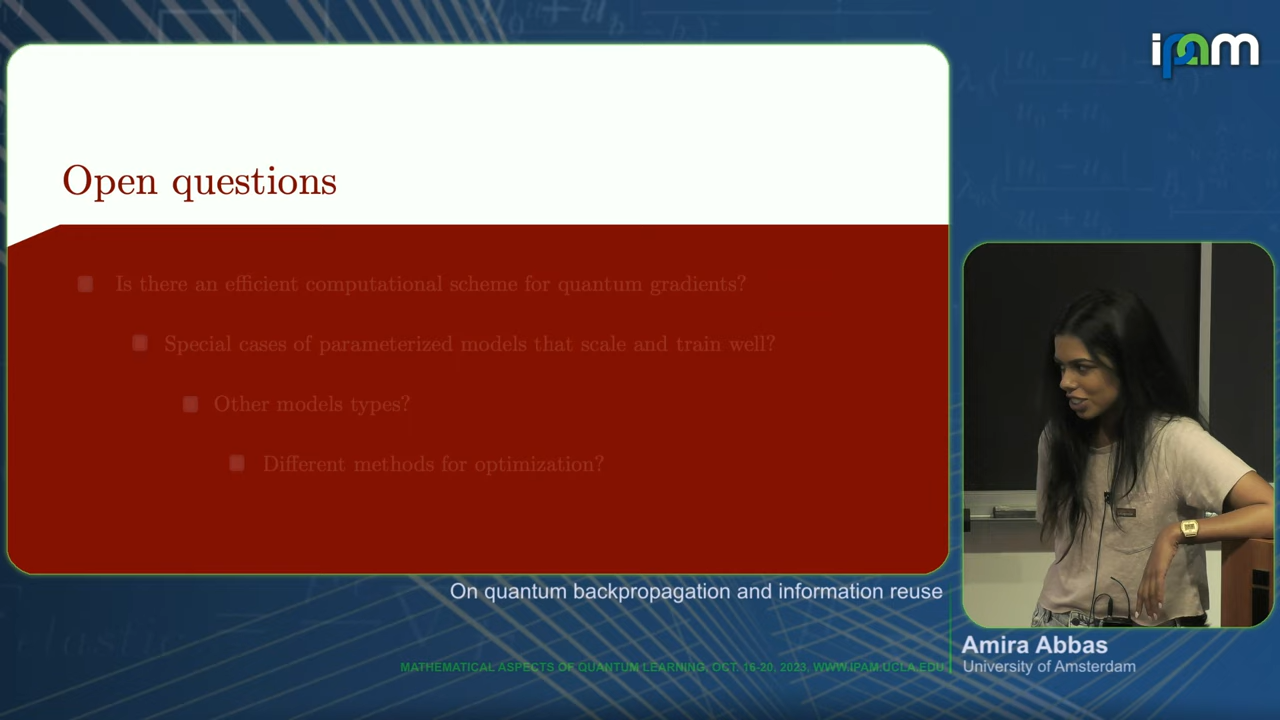 ipam
Open questions
Is there an efficient computational scheme for quantum gradients?
Special cases of parameterized models that scale and train well?
Other models types?
Different methods for optimization?
On quantum backpropagation and information reuse
Amira Abbas
University of Amsterdam
MATHEMATICAL ASPECTS OF QUANTUM LEARNING, OCT. 16-20, 2023, WWW.IPAM.UCLA.EDU